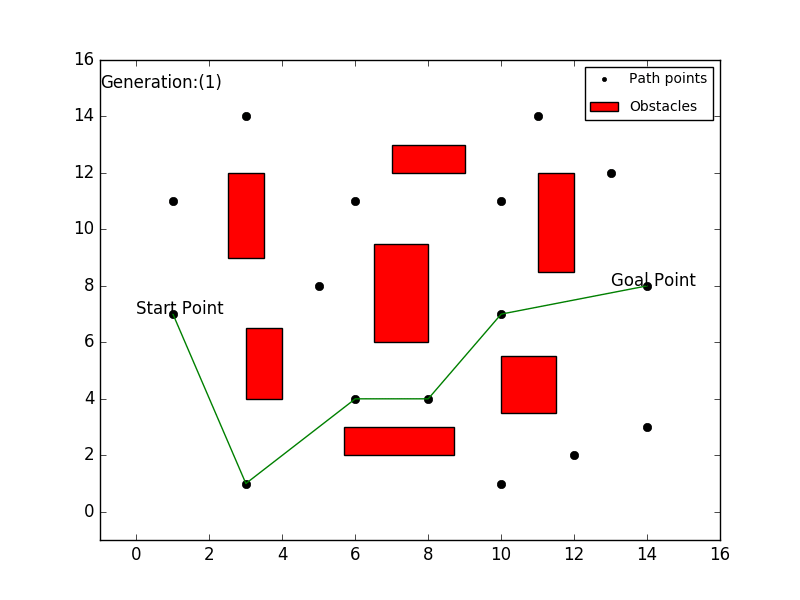 16
Generation:(1)
Path points
Obstacles
14
12
10
8
Goal Point
Start Point
6
4
2
0
0 2 4 6 8 10 12 14 16